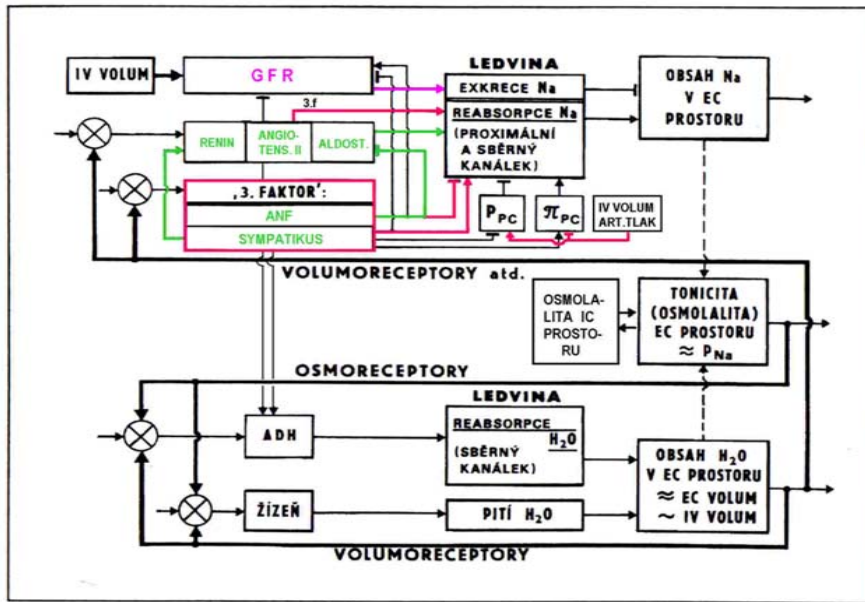 LEDVINA
IV VOLUM
GFR
EXKRECE Na
OBSAH Na
V EC
PROSTORU
3.f
REABSORPCE Na
(PROXIMÁLNÍ
A SBĚRNÝ
KANÁLEK)
RENIN
ANGIO-
TENS. II
ALDOST.
„3. FAKTOR':
ANF
SYMPATIKUS
PPC
πPC
IV VOLUM
ART.TLAK
VOLUMORECEPTORY atd.
OSMOLA-
LITA IC
PROSTO-
RU
TONICITA
(OSMOLALITA)
EC PROSTORU
≈ PNa
OSMORECEPTORY
LEDVINA
ADH
REABSORPCE
H2O
(SBĚRNÝ
KANÁLEK)
OBSAH H2O
V EC PROSTORU
≈ EC VOLUM
~ IV VOLUM
ŽÍZEŇ
PITÍ H2O
VOLUMORECEPTORY